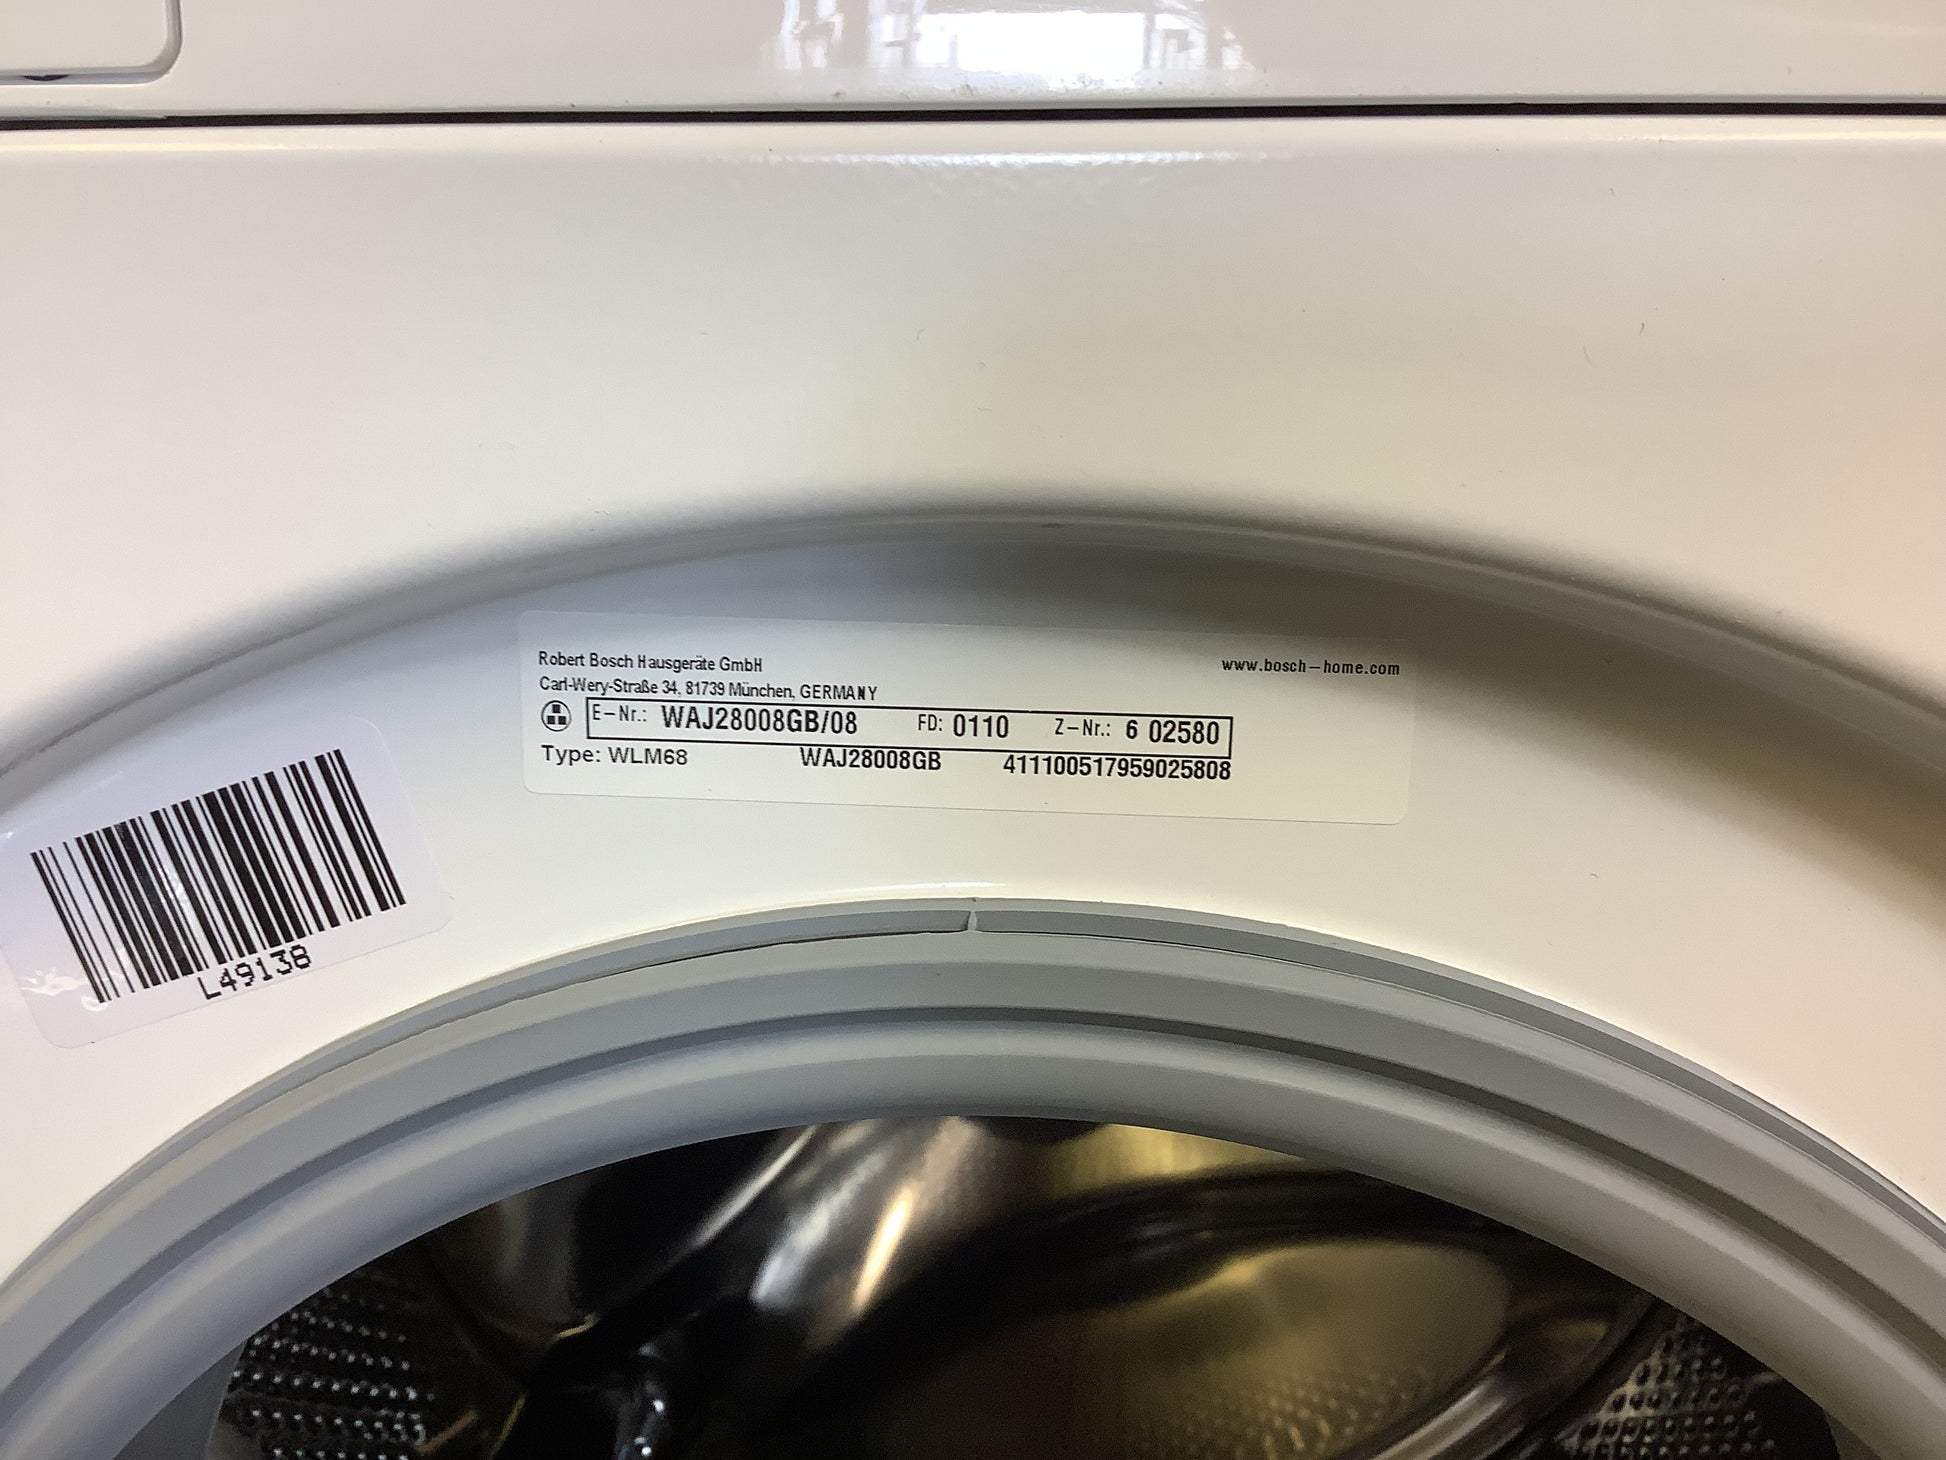 Robert Bosch Hausgeräte GmbH
www.bosch-home.com
Carl-Wery-Straße 34, 81739 München, GERMANY
E-Nr.: WAJ28008GB/08 FD: 0110 Z-Nr.: 6 02580
Type: WLM68 WAJ28008GB 411100517959025808
L49138